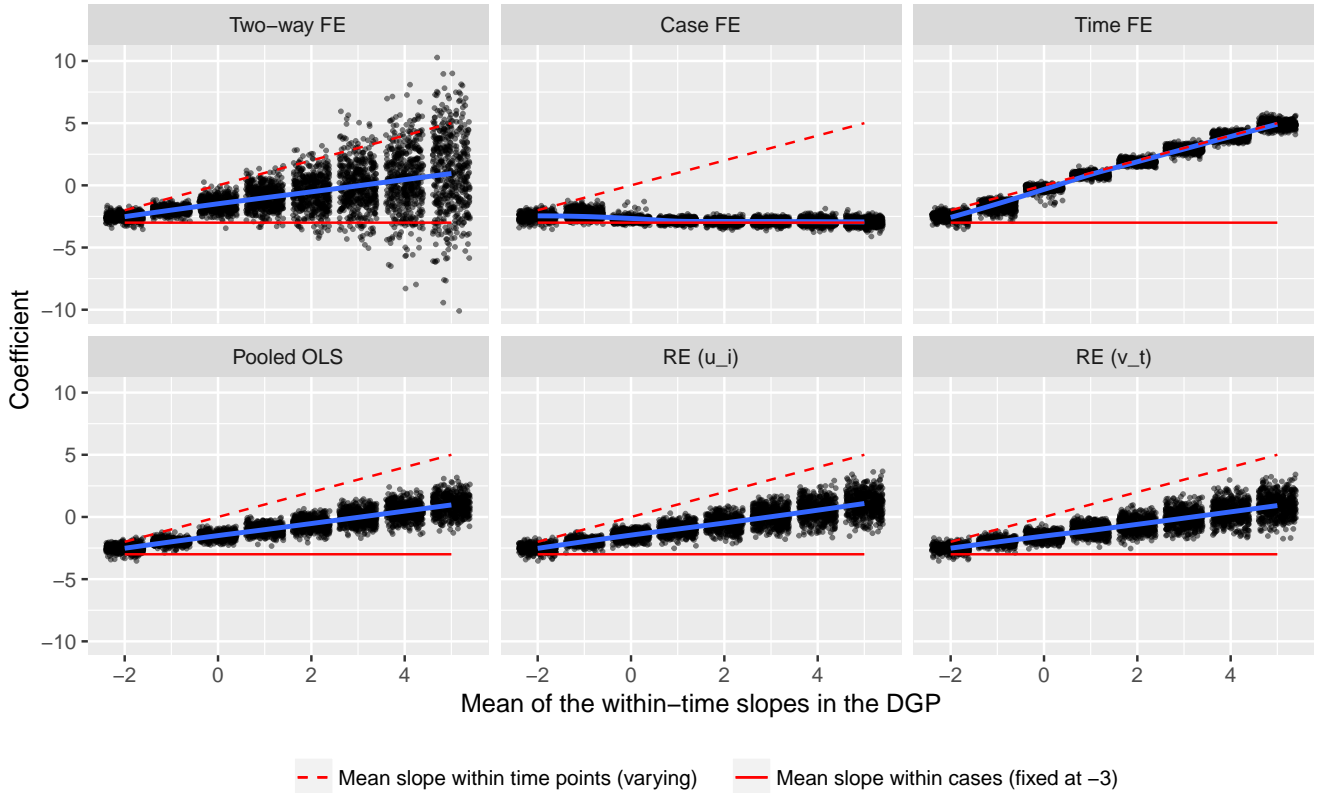 Two−way FE
Case FE
Time FE
10
5
0
−5
−10
Pooled OLS
RE (u_i)
RE (v_t)
10
5
0
−5
−10
Coefficient
−2 0 2 4
−2 0 2 4
−2 0 2 4
Mean of the within−time slopes in the DGP
Mean slope within time points (varying)
Mean slope within cases (fixed at −3)